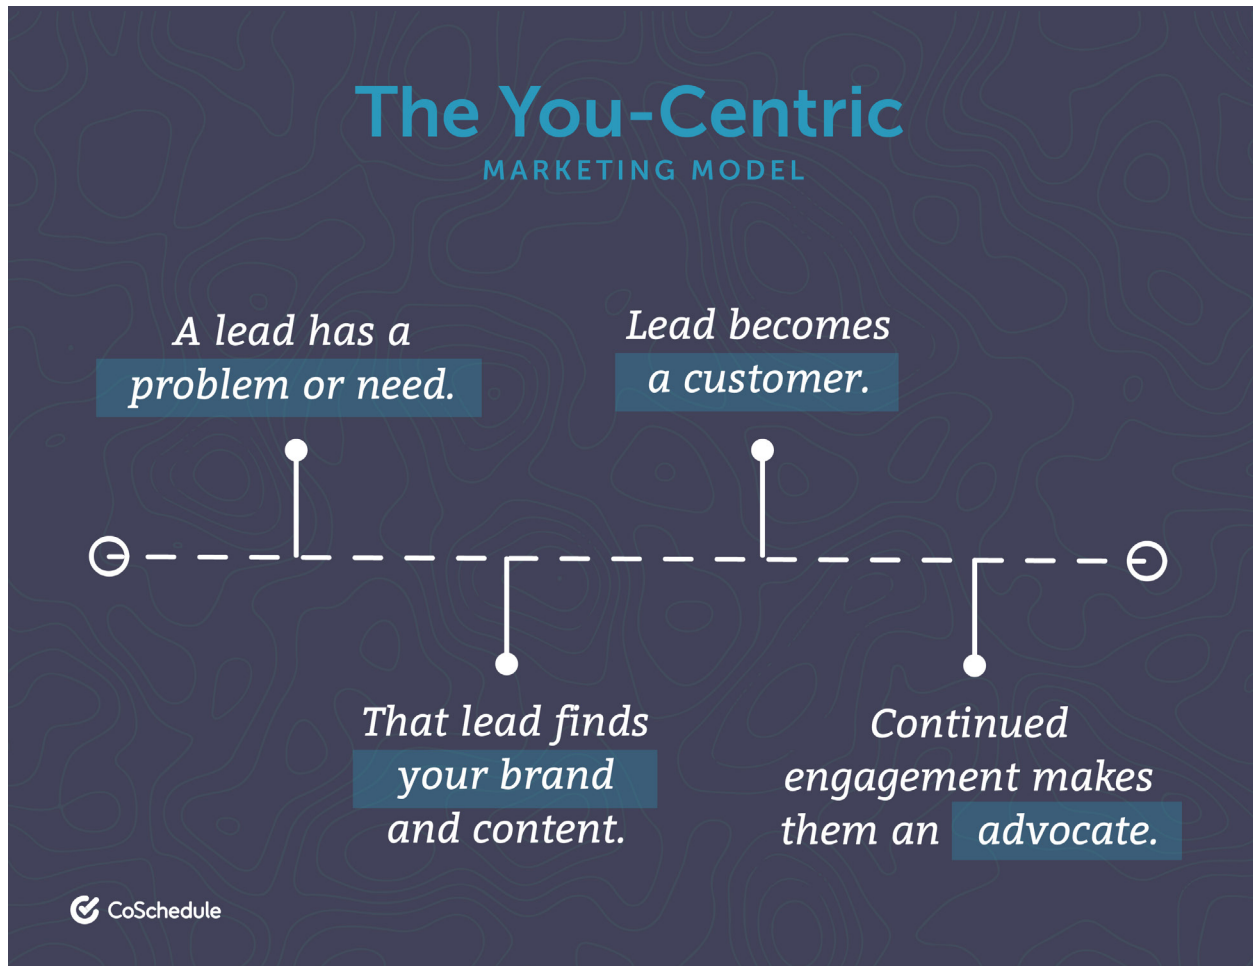 The You-Centric
MARKETING MODEL
A lead has a
problem or need.
Lead becomes
a customer.
That lead finds
your brand
and content.
Continued
engagement makes
them an advocate.
CoSchedule